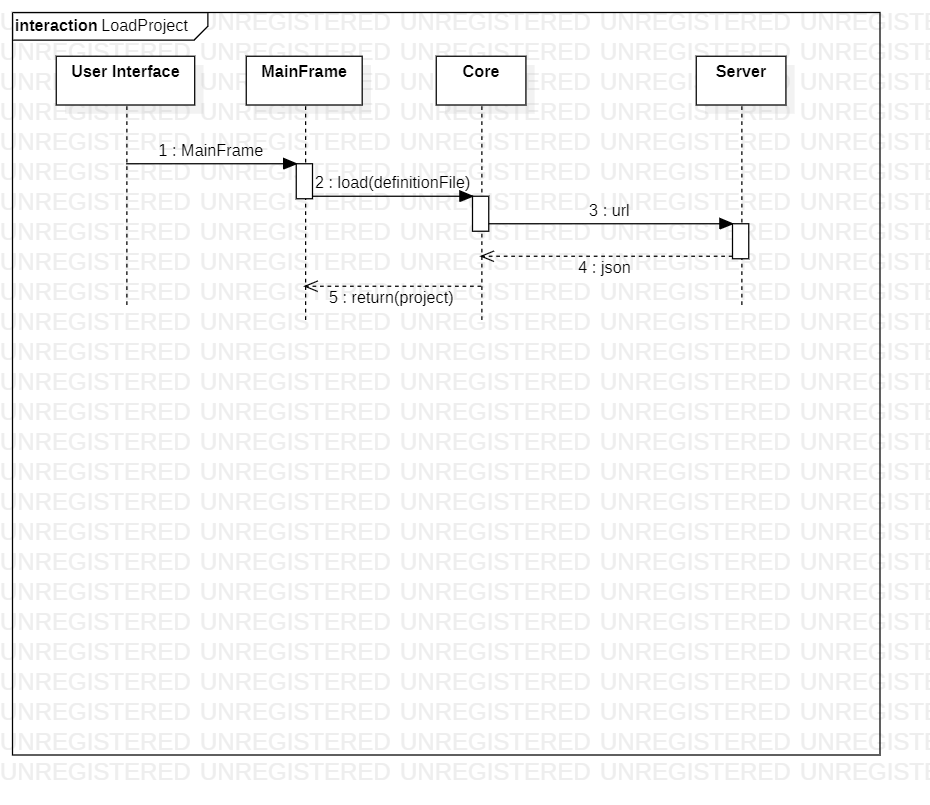 interaction LoadProject
User Interface
MainFrame
Core
Server
1 : MainFrame
2 : load(definitionFile)
3 : url
4 : json
5 : return(project)
UNREGISTERED